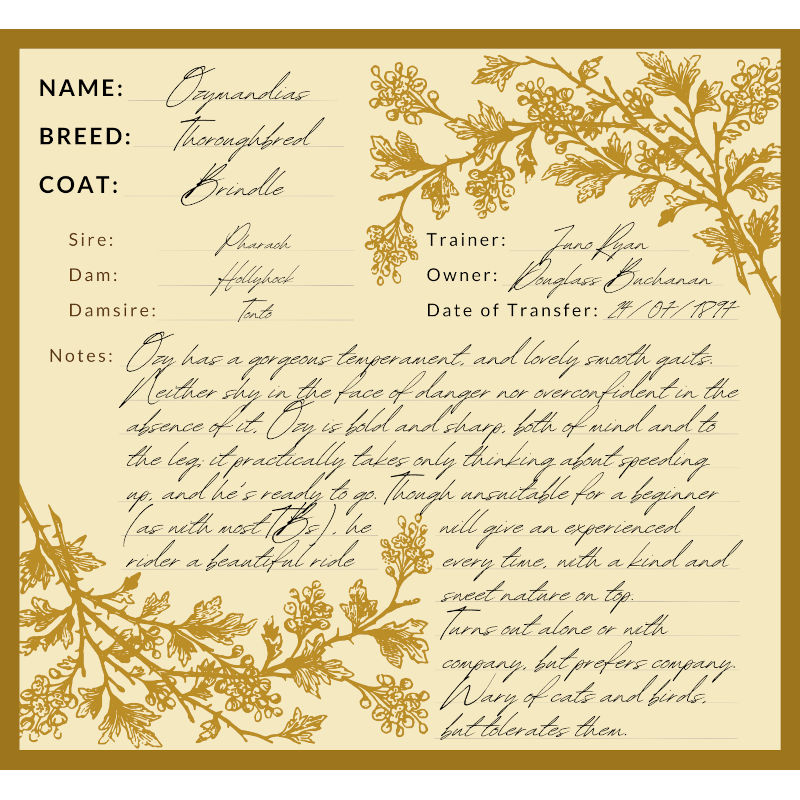 NAME: Ozymandias
BREED: Thoroughbred
COAT: Brindle
Sire: Pharaoh
Dam: Hollyhock
Damsire: Tonto
Trainer: Juno Ryan
Owner: Douglass Buchanan
Date of Transfer: 24/07/1897
Notes: Ozy has a gorgeous temperament, and lovely smooth gaits.
Neither shy in the face of danger nor overconfident in the
absence of it, Ozy is bold and sharp, both of mind and to
the leg; it practically takes only thinking about speeding
up, and he's ready to go. Though unsuitable for a beginner
(as with most TBs), he will give an experienced
rider a beautiful ride every time, with a kind and
sweet nature on top.
Turns out alone or with
company, but prefers company.
Wary of cats and birds,
but tolerates them.